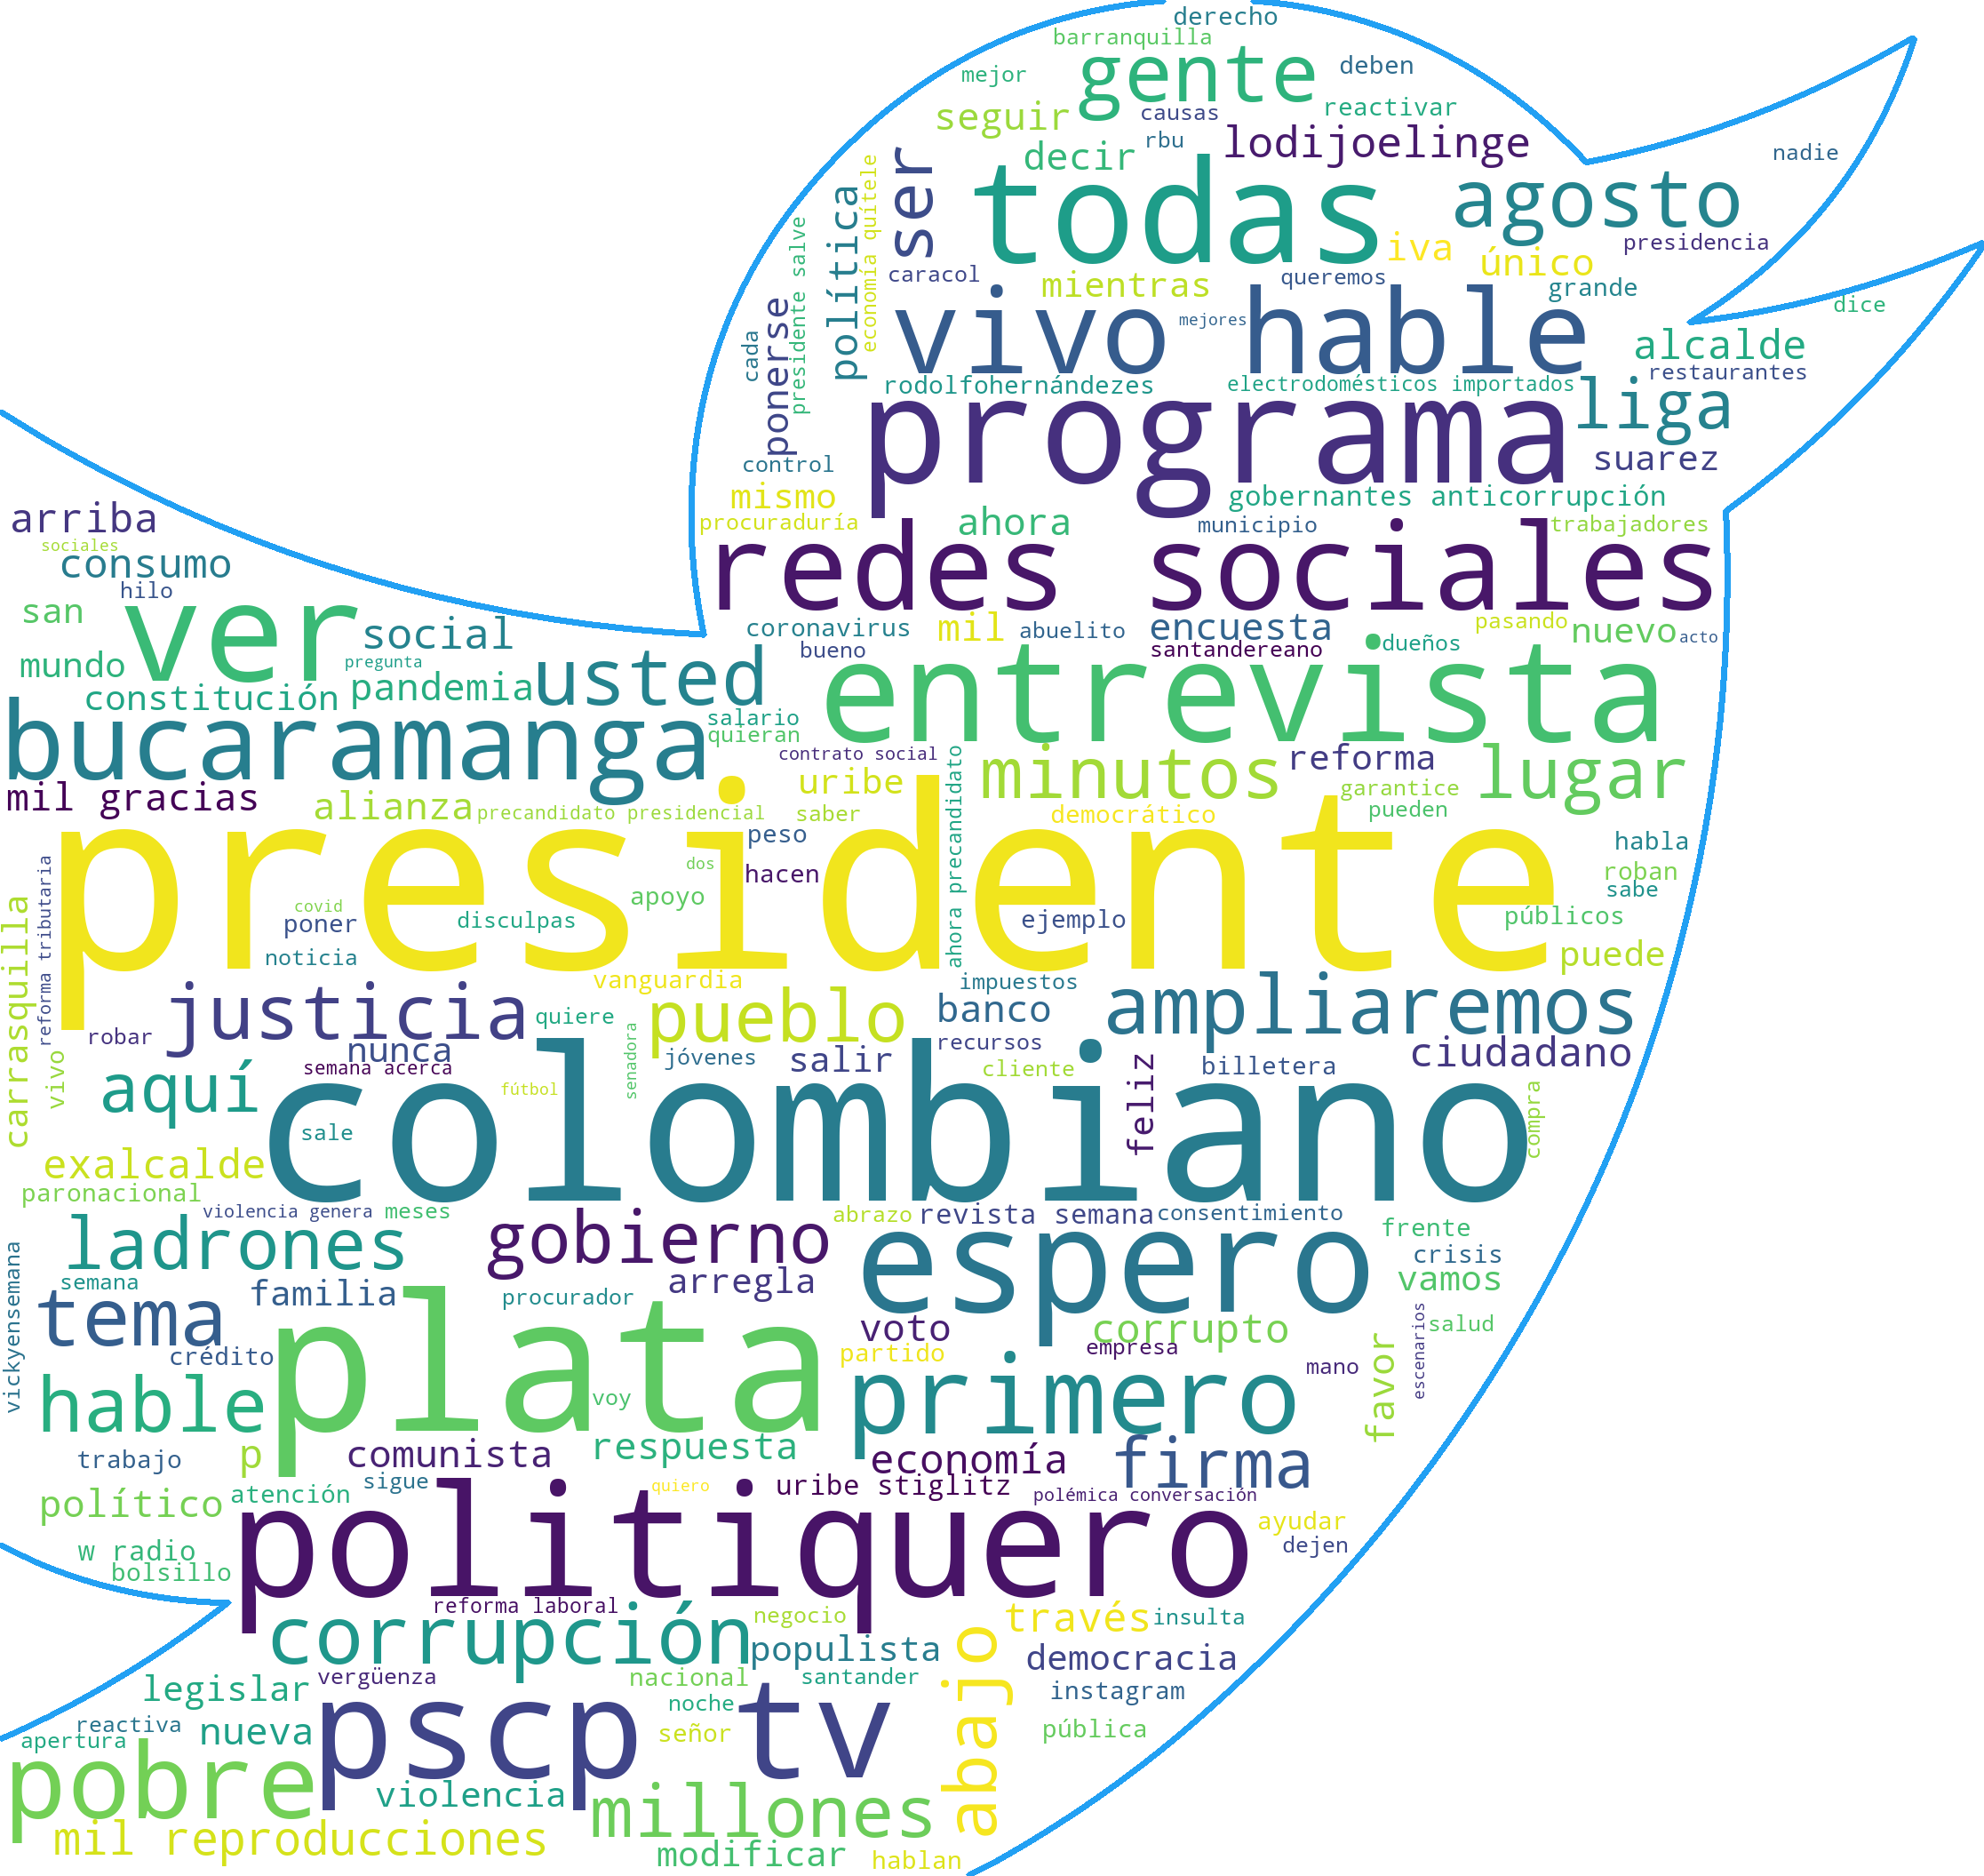 derecho
barranquilla
gente
deben
mejor
reactivar
seguir
causas
rbu
lodijoelinge
decir
nadie
ser
todas
agosto
política
economía quítele
presidente salve
iva
único
presidencia
caracol
mientras
queremos
grande
dice
vivo
mejores
hable
ponerse
cada
alcalde
rodolfohernándezes
electrodomésticos importados
restaurantes
programa
liga
control
suarez
mismo
gobernantes anticorrupción
procuraduría
ahora
municipio
trabajadores
arriba
sociales
consumo
redes sociales
hilo
san
ver
social
coronavirus
mil
abuelito
encuesta
pasando
nuevo
acto
mundo
pregunta
usted
bueno
santandereano
dueños
constitución
pandemia
entrevista
bucaramanga
salario
quieran
contrato social
minutos
reforma
lugar
mil gracias
alianza
precandidato presidencial
uribe
saber
democrático
garantice
pueden
presidente
peso
habla
dos
hacen
roban
sabe
covid
poner
disculpas
apoyo
ahora precandidato
ejemplo
públicos
noticia
puede
carrasquilla
reforma tributaria
vanguardia
impuestos
justicia
quiere
pueblo
banco
ampliaremos
robar
nunca
recursos
ciudadano
semana acerca
senadora
jóvenes
salir
cliente
feliz
billetera
vivo
aquí
fútbol
colombiano
compra
sale
exalcalde
paronacional
violencia genera
meses
abrazo
revista semana
consentimiento
ladrones
gobierno
espero
frente
crisis
vickyensemana
semana
familia
arregla
vamos
tema
procurador
plata
voto
corrupto
salud
crédito
partido
empresa
mano
favor
escenarios
hable
voy
primero
trabajo
p
comunista
respuesta
economía
firma
sigue
quiero
uribe stiglitz
polémica conversación
político
atención
politiquero
ayudar
dejen
w radio
bolsillo
reforma laboral
negocio
través
insulta
corrupción
populista
abajo
democracia
vergüenza
nacional
santander
legislar
pscp tv
noche
instagram
reactiva
nueva
señor
pública
apertura
pobre
violencia
millones
mil reproducciones
modificar
hablan